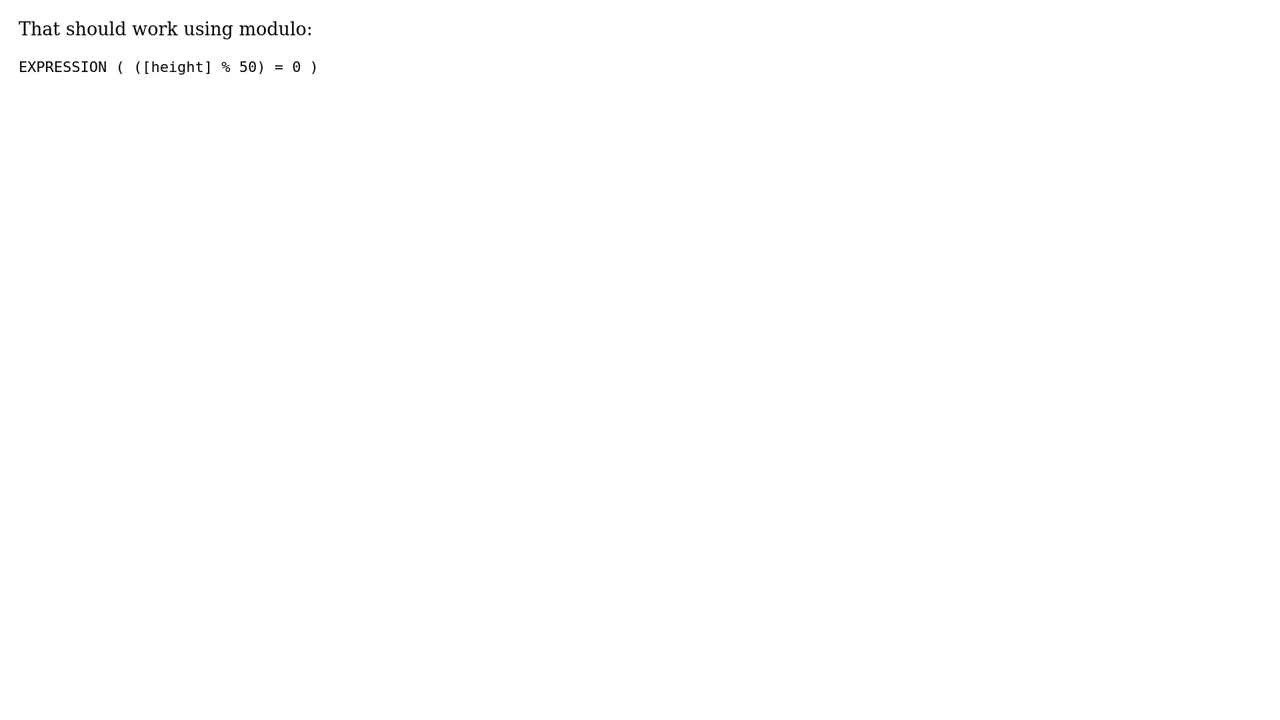 That should work using modulo:
EXPRESSION ( ([height] % 50) = 0 )